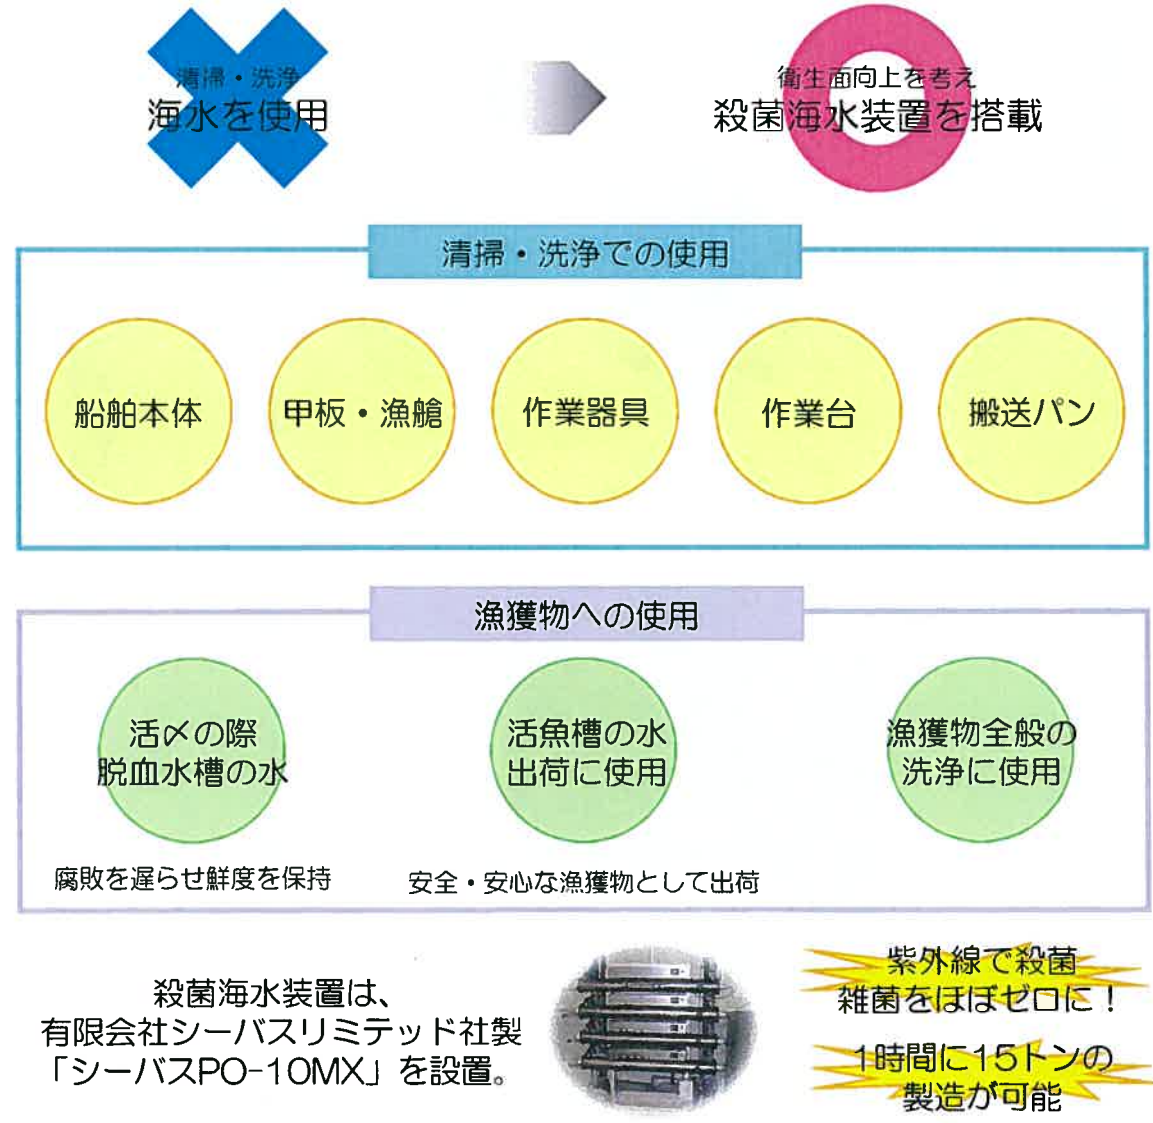 清掃・洗浄
海水を使用
衛生面向上を考え
殺菌海水装置を搭載
清掃・洗浄での使用
船舶本体
甲板・漁艙
作業器具
作業台
搬送パン
漁獲物への使用
活〆の際
脱血水槽の水
活魚槽の水
出荷に使用
漁獲物全般の
洗浄に使用
腐敗を遅らせ鮮度を保持
安全・安心な漁獲物として出荷
殺菌海水装置は、
有限会社シーバスリミテッド社製
「シーバスPO-10MX」を設置。
紫外線で殺菌
雑菌をほぼゼロに！
1時間に15トンの
製造が可能